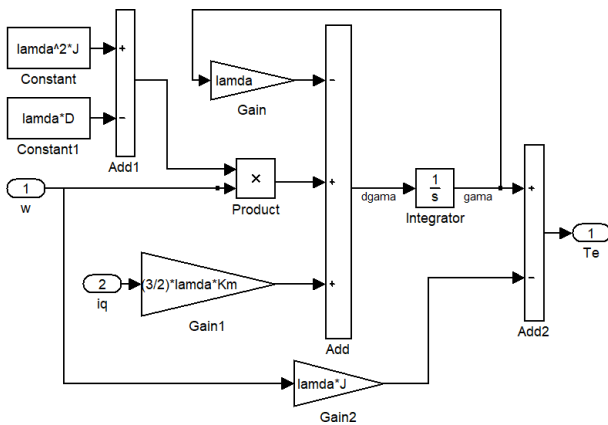 lamda^2*J
+
Constant
lamda*D
−
Constant1
Add1
lamda
Gain
−
1
w
×
Product
+
dgama
1
s
Integrator
gama
+
1
Te
2
iq
(3/2)*lamda*Km
Gain1
+
Add
−
Add2
lamda*J
Gain2